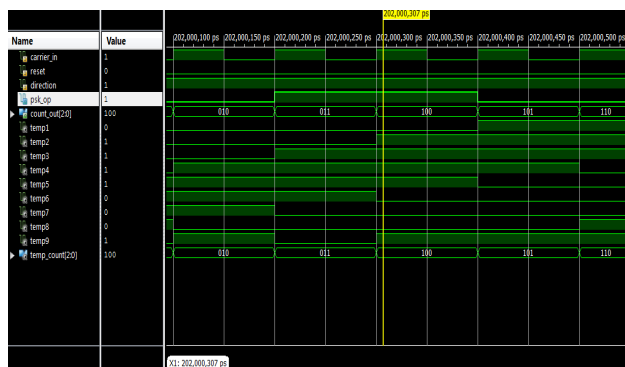 202,000,307 ps
Name Value 202,000,100 ps 202,000,150 ps 202,000,200 ps 202,000,250 ps 202,000,300 ps 202,000,350 ps 202,000,400 ps 202,000,450 ps 202,000,500 ps
carrier_in 1
reset 0
direction 1
psk_op 1
count_out[2:0] 100 010 011 100 101 110
temp1 0
temp2 1
temp3 1
temp4 1
temp5 1
temp6 0
temp7 0
temp8 0
temp9 1
temp_count[2:0] 100 010 011 100 101 110
X1: 202,000,307 ps